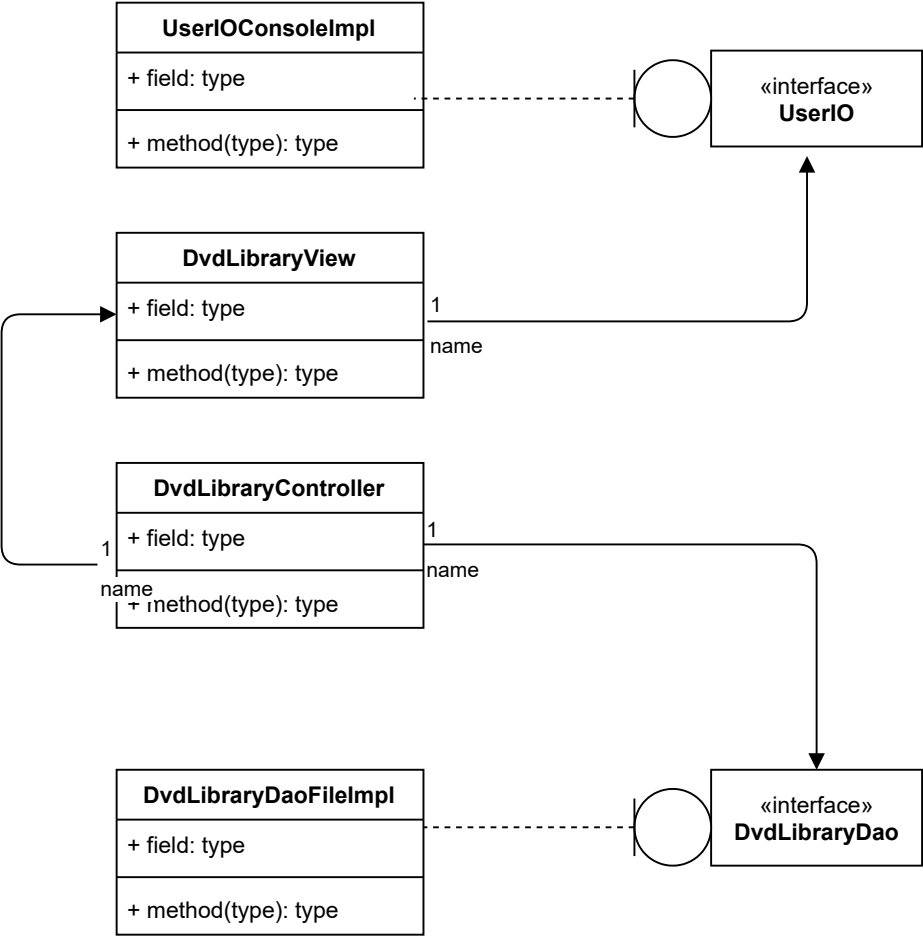 UserIOConsoleImpl
+ field: type
+ method(type): type
«interface»
UserIO
DvdLibraryView
+ field: type
+ method(type): type
1
name
DvdLibraryController
+ field: type
+ method(type): type
1
name
1
name
DvdLibraryDaoFileImpl
+ field: type
+ method(type): type
«interface»
DvdLibraryDao